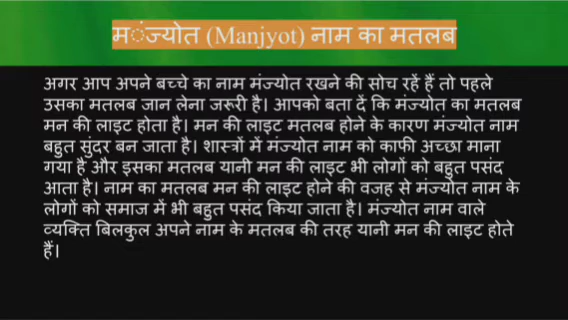 मंज्योत (Manjyot) नाम का मतलब
अगर आप अपने बच्चे का नाम मंज्योत रखने की सोच रहें हैं तो पहले
उसका मतलब जान लेना जरूरी है। आपको बता दें कि मंज्योत का मतलब
मन की लाइट होता है। मन की लाइट मतलब होने के कारण मंज्योत नाम
बहुत सुंदर बन जाता है। शास्त्रों में मंज्योत नाम को काफी अच्छा माना
गया है और इसका मतलब यानी मन की लाइट भी लोगों को बहुत पसंद
आता है। नाम का मतलब मन की लाइट होने की वजह से मंज्योत नाम के
लोगों को समाज में भी बहुत पसंद किया जाता है। मंज्योत नाम वाले
व्यक्ति बिलकुल अपने नाम के मतलब की तरह यानी मन की लाइट होते
हैं।